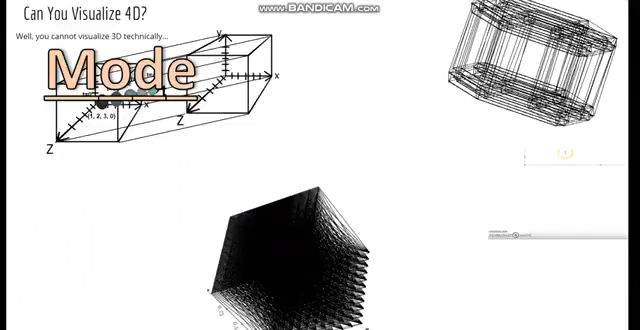 Can You Visualize 4D?
www.BANDICAM.com
Well, you cannot visualize 3D technically...
Mode
y
x
Z
x
(1, 2, 3, 0)
Z